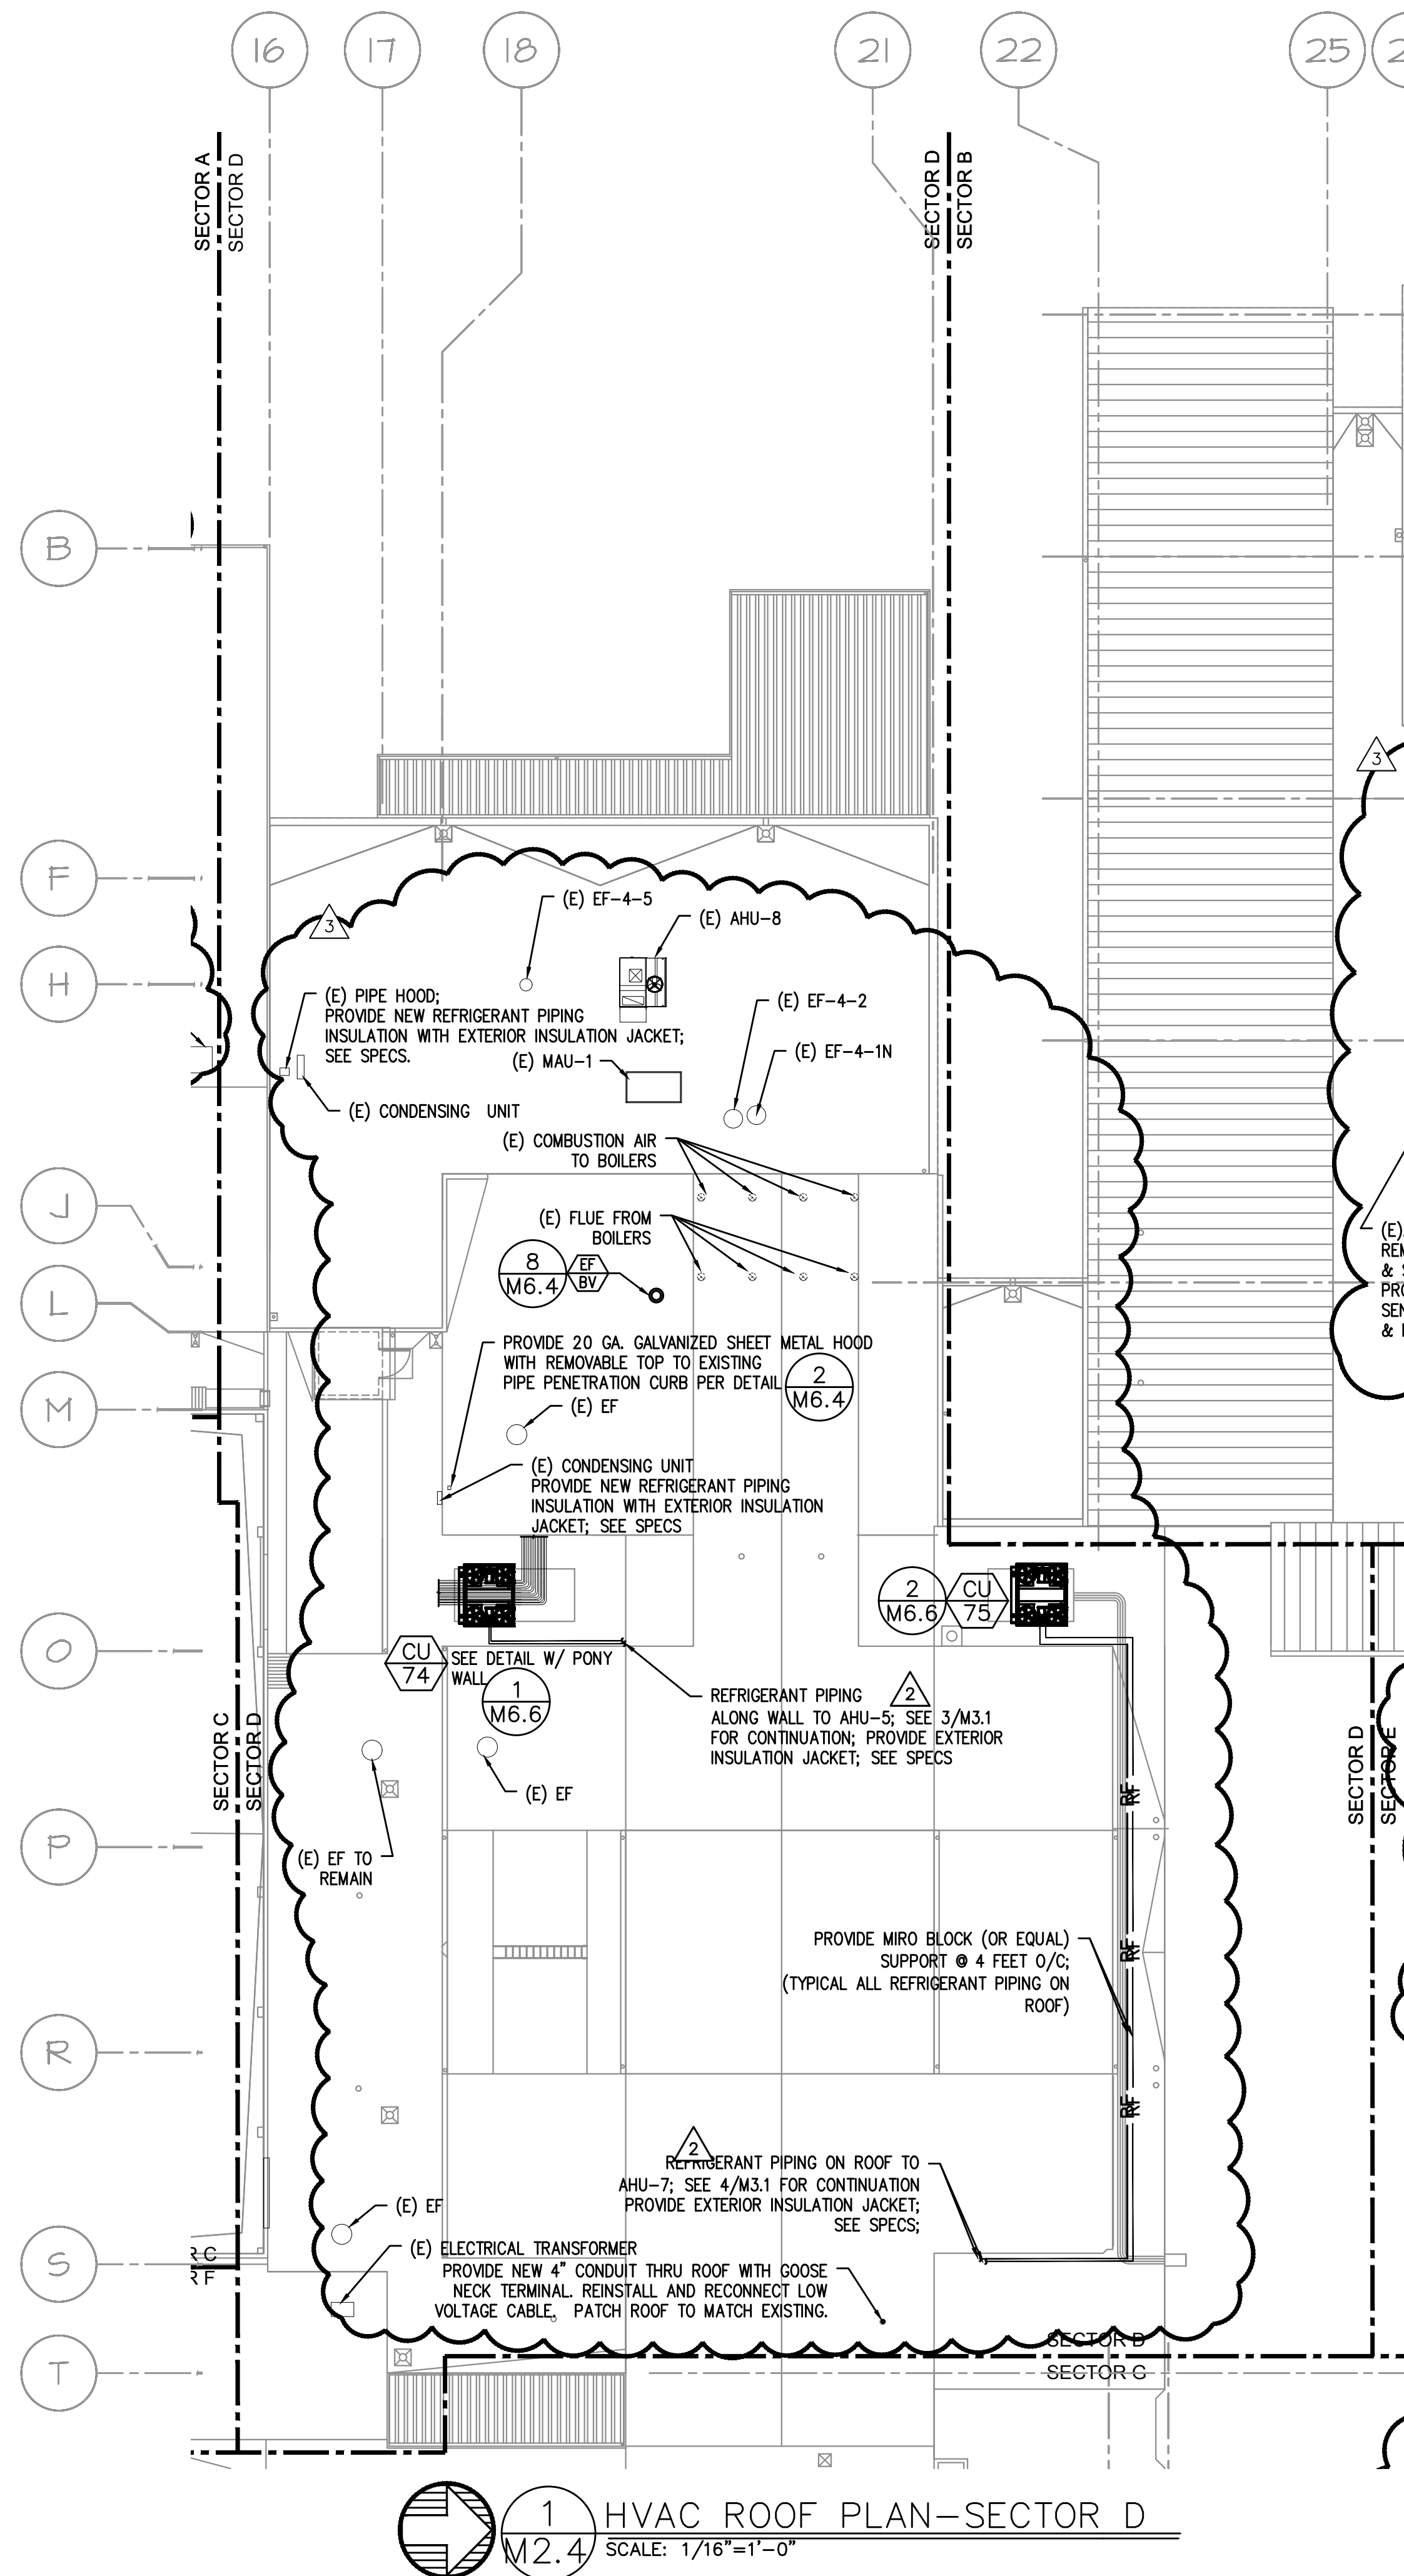 16
17
18
21
22
25
SECTOR A
SECTOR D
SECTOR D
SECTOR B
B
F
H
J
L
M
O
P
R
S
T
3
3
(E) EF-4-5
(E) AHU-8
(E) PIPE HOOD;
PROVIDE NEW REFRIGERANT PIPING
INSULATION WITH EXTERIOR INSULATION JACKET;
SEE SPECS.
(E) EF-4-2
(E) EF-4-1N
(E) MAU-1
(E) CONDENSING UNIT
(E) COMBUSTION AIR
TO BOILERS
(E) FLUE FROM
BOILERS
8
M6.4
EF
BV
PROVIDE 20 GA. GALVANIZED SHEET METAL HOOD
WITH REMOVABLE TOP TO EXISTING
PIPE PENETRATION CURB PER DETAIL
2
M6.4
(E) EF
(E) CONDENSING UNIT
PROVIDE NEW REFRIGERANT PIPING
INSULATION WITH EXTERIOR INSULATION
JACKET; SEE SPECS
2
M6.6
CU
75
CU
74
SEE DETAIL W/ PONY
WALL
1
M6.6
REFRIGERANT PIPING
2
ALONG WALL TO AHU-5; SEE 3/M3.1
FOR CONTINUATION; PROVIDE EXTERIOR
INSULATION JACKET; SEE SPECS
SECTOR C
SECTOR D
SECTOR D
SECTOR E
(E) EF
(E) EF TO
REMAIN
RF
RF
RF
RF
RF
RF
PROVIDE MIRO BLOCK (OR EQUAL)
SUPPORT @ 4 FEET O/C;
(TYPICAL ALL REFRIGERANT PIPING ON
ROOF)
2
REFRIGERANT PIPING ON ROOF TO
AHU-7; SEE 4/M3.1 FOR CONTINUATION
PROVIDE EXTERIOR INSULATION JACKET;
SEE SPECS;
(E) EF
(E) ELECTRICAL TRANSFORMER
PROVIDE NEW 4" CONDUIT THRU ROOF WITH GOOSE
NECK TERMINAL. REINSTALL AND RECONNECT LOW
VOLTAGE CABLE. PATCH ROOF TO MATCH EXISTING.
SECTOR D
SECTOR G
1
M2.4
HVAC ROOF PLAN-SECTOR D
SCALE: 1/16"=1'-0"